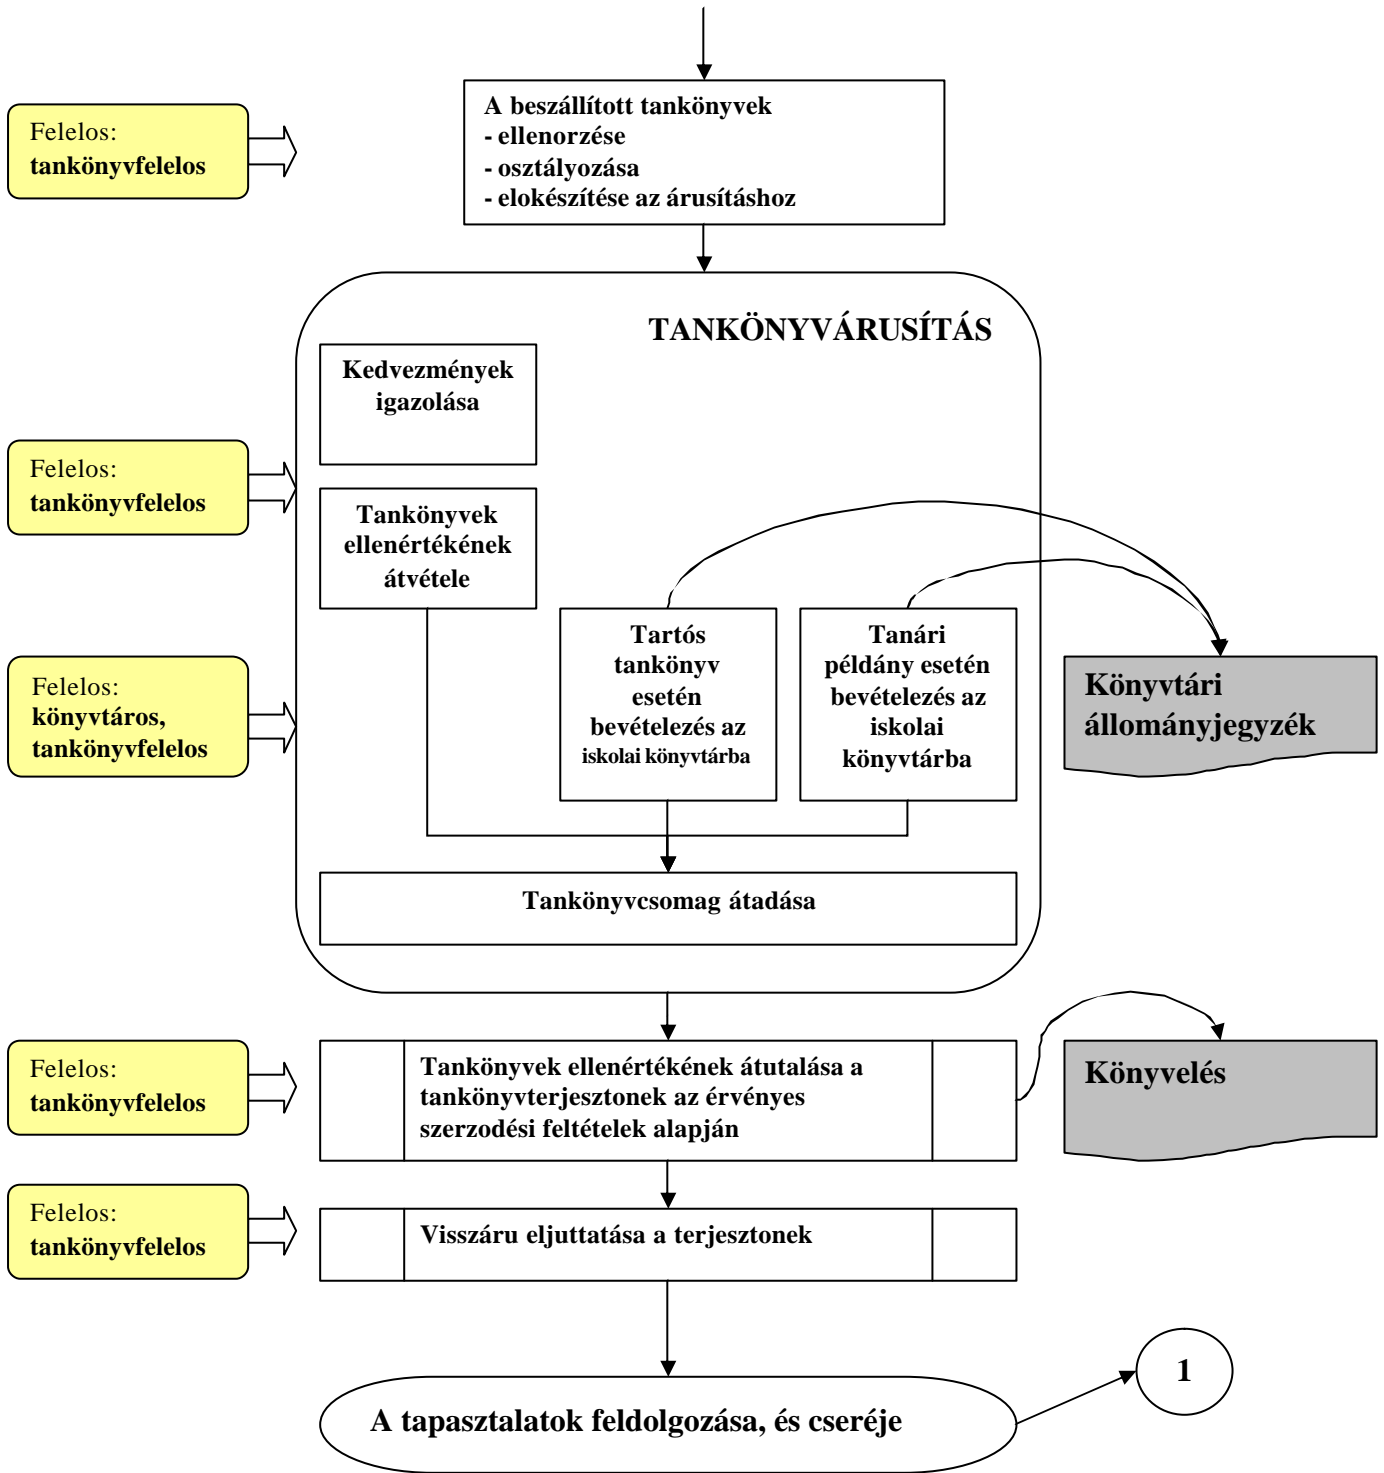 A beszállított tankönyvek
- ellenorzése
- osztályozása
- elokészítése az árusításhoz
Felelos:
tankönyvfelelos
TANKÖNYVÁRUSÍTÁS
Kedvezmények
igazolása
Felelos:
tankönyvfelelos
Tankönyvek
ellenértékének
átvétele
Felelos:
könyvtáros,
tankönyvfelelos
Tartós
tankönyv
esetén
bevételezés az
iskolai könyvtárba
Tanári
példány esetén
bevételezés az
iskolai
könyvtárba
Könyvtári
állományjegyzék
Tankönyvcsomag átadása
Felelos:
tankönyvfelelos
Tankönyvek ellenértékének átutalása a
tankönyvterjesztonek az érvényes
szerzodési feltételek alapján
Könyvelés
Felelos:
tankönyvfelelos
Visszáru eljuttatása a terjesztonek
1
A tapasztalatok feldolgozása, és cseréje